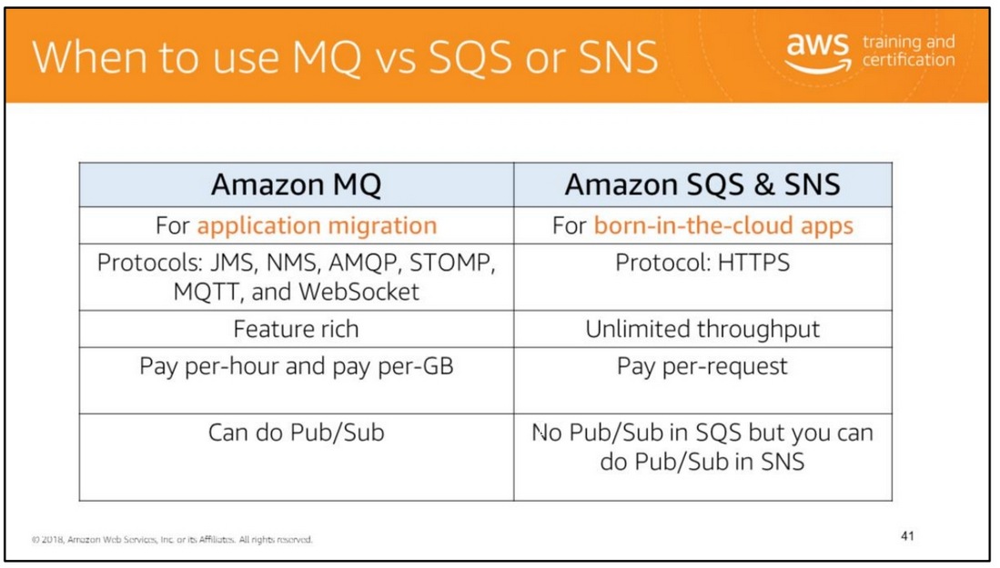 When to use MQ vs SQS or SNS
aws training and
certification
Amazon MQ
Amazon SQS & SNS
For application migration
For born-in-the-cloud apps
Protocols: JMS, NMS, AMQP, STOMP,
MQTT, and WebSocket
Protocol: HTTPS
Feature rich
Unlimited throughput
Pay per-hour and pay per-GB
Pay per-request
Can do Pub/Sub
No Pub/Sub in SQS but you can
do Pub/Sub in SNS
© 2018, Amazon Web Services, Inc. or its Affiliates. All rights reserved.
41